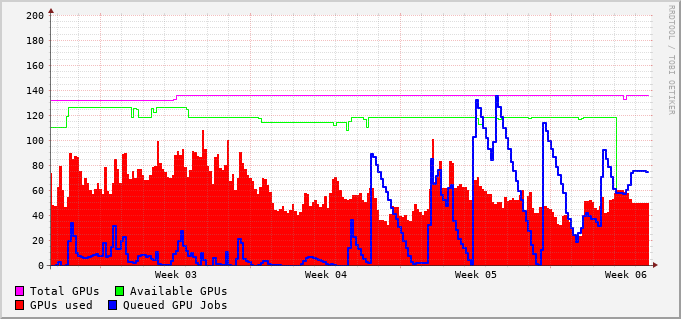 200
180
160
140
120
100
80
60
40
20
0
Week 03 Week 04 Week 05 Week 06
Total GPUs Available GPUs
GPUs used Queued GPU Jobs
RRDTOOL / TOBI OETIKER